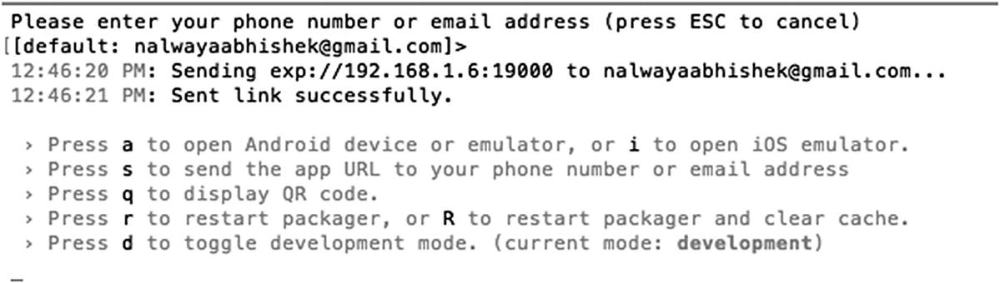 Please enter your phone number or email address (press ESC to cancel)
[[default: nalwayaabhishek@gmail.com]>
12:46:20 PM: Sending exp://192.168.1.6:19000 to nalwayaabhishek@gmail.com...
12:46:21 PM: Sent link successfully.
› Press a to open Android device or emulator, or i to open iOS emulator.
› Press s to send the app URL to your phone number or email address
› Press q to display QR code.
› Press r to restart packager, or R to restart packager and clear cache.
› Press d to toggle development mode. (current mode: development)
_